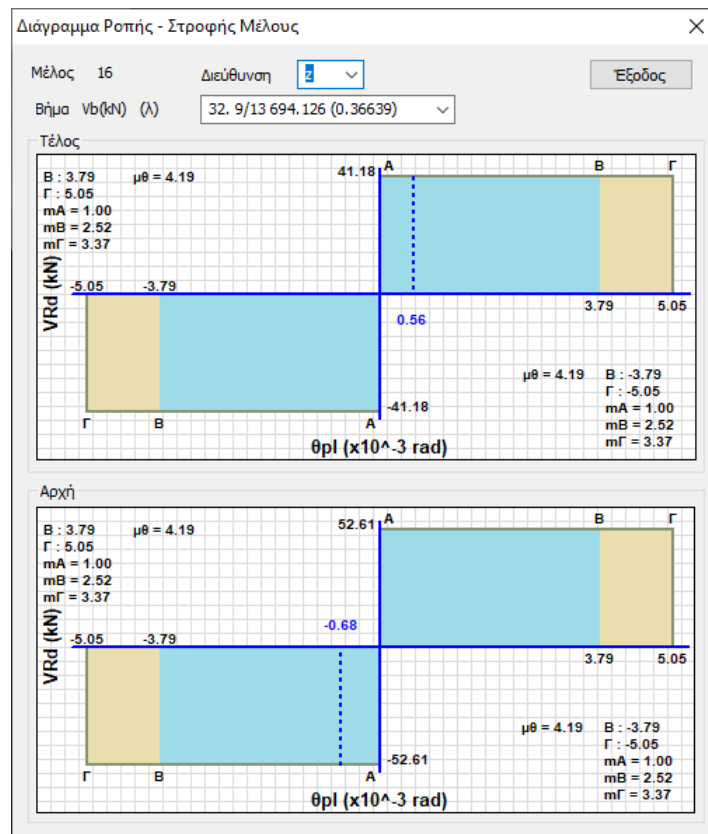 Διάγραμμα Ροπής - Στροφής Μέλους
Μέλος 16 Διεύθυνση z Έξοδος
Βήμα Vb(kN) (λ) 32. 9/13 694.126 (0.36639)
Τέλος
B : 3.79 μθ = 4.19
Γ : 5.05
mA = 1.00
mB = 2.52
mΓ = 3.37
41.18 A B Γ
-5.05 -3.79
VRd (kN)
3.79 5.05
0.56
μθ = 4.19 B : -3.79
Γ : -5.05
mA = 1.00
mB = 2.52
mΓ = 3.37
-41.18
Γ B A
θpl (x10^-3 rad)
Αρχή
B : 3.79 μθ = 4.19
Γ : 5.05
mA = 1.00
mB = 2.52
mΓ = 3.37
52.61 A B Γ
-0.68
-5.05 -3.79
VRd (kN)
3.79 5.05
μθ = 4.19 B : -3.79
Γ : -5.05
mA = 1.00
mB = 2.52
mΓ = 3.37
-52.61
Γ B A
θpl (x10^-3 rad)